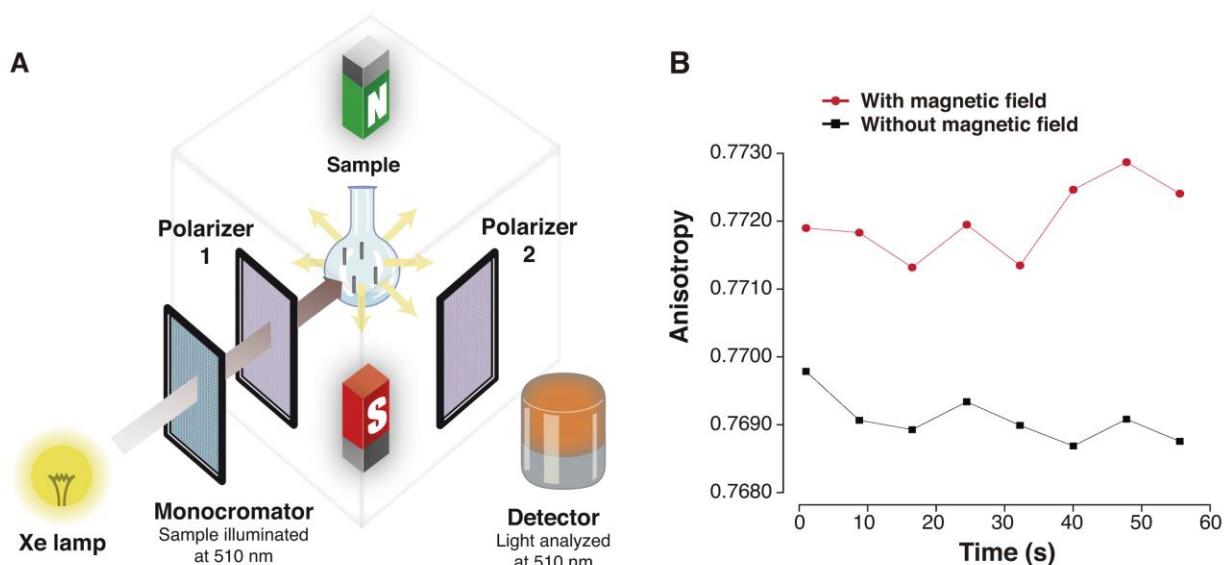 A
N
Sample
Polarizer
1
Polarizer
2
S
Xe lamp
Monocromator
Sample illuminated
at 510 nm
Detector
Light analyzed
at 510 nm
B
With magnetic field
Without magnetic field
Anisotropy
0.7730
0.7720
0.7710
0.7700
0.7690
0.7680
0 10 20 30 40 50 60
Time (s)